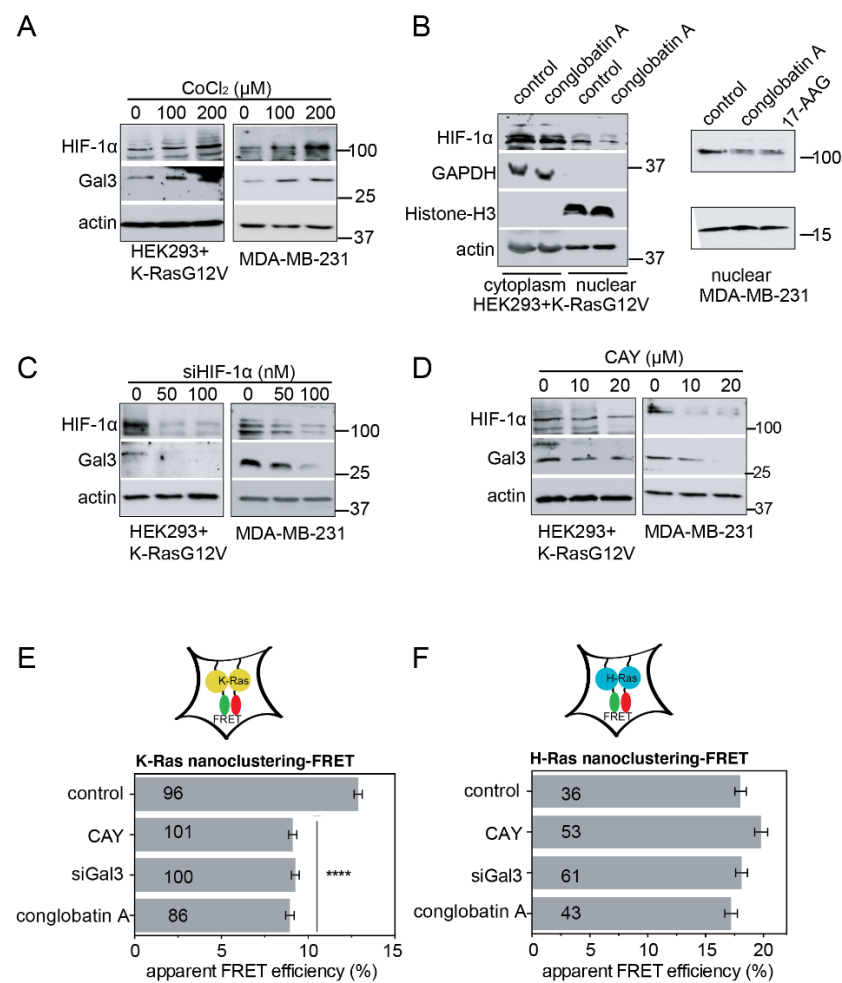 A
CoCl₂ (μM)
0 100 200 0 100 200
HIF-1α
100
Gal3
25
actin
37
HEK293+
K-RasG12V
MDA-MB-231
B
control
conglobatin A
control
conglobatin A
HIF-1α
GAPDH
37
Histone-H3
actin
37
cytoplasm nuclear
HEK293+K-RasG12V
control
conglobatin A
17-AAG
100
15
nuclear
MDA-MB-231
C
siHIF-1α (nM)
0 50 100 0 50 100
HIF-1α
100
Gal3
25
actin
37
HEK293+
K-RasG12V
MDA-MB-231
D
CAY (μM)
0 10 20 0 10 20
HIF-1α
100
Gal3
25
actin
37
HEK293+
K-RasG12V
MDA-MB-231
E
K-Ras
FRET
K-Ras nanoclustering-FRET
control 96
CAY 101
siGal3 100
conglobatin A 86
****
0 5 10 15
apparent FRET efficiency (%)
F
H-Ras
FRET
H-Ras nanoclustering-FRET
control 36
CAY 53
siGal3 61
conglobatin A 43
0 5 10 15 20
apparent FRET efficiency (%)